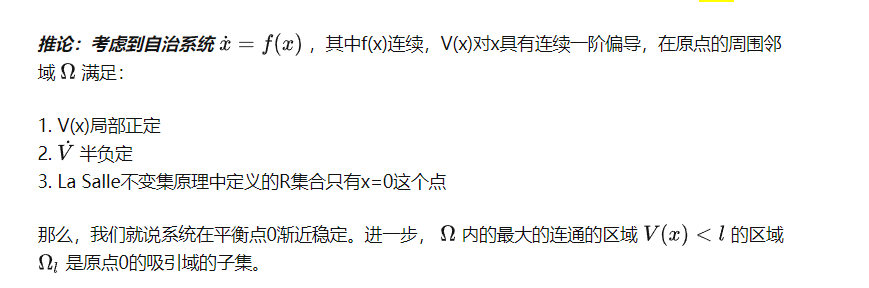 推论：考虑到自治系统 ẋ = f(x) ，其中f(x)连续，V(x)对x具有连续一阶偏导，在原点的周围邻
域 Ω 满足：
1. V(x)局部正定
2. V̇ 半负定
3. La Salle不变集原理中定义的R集合只有x=0这个点
那么，我们就说系统在平衡点0渐近稳定。进一步， Ω 内的最大的连通的区域 V(x) < l 的区域
Ωₗ 是原点0的吸引域的子集。